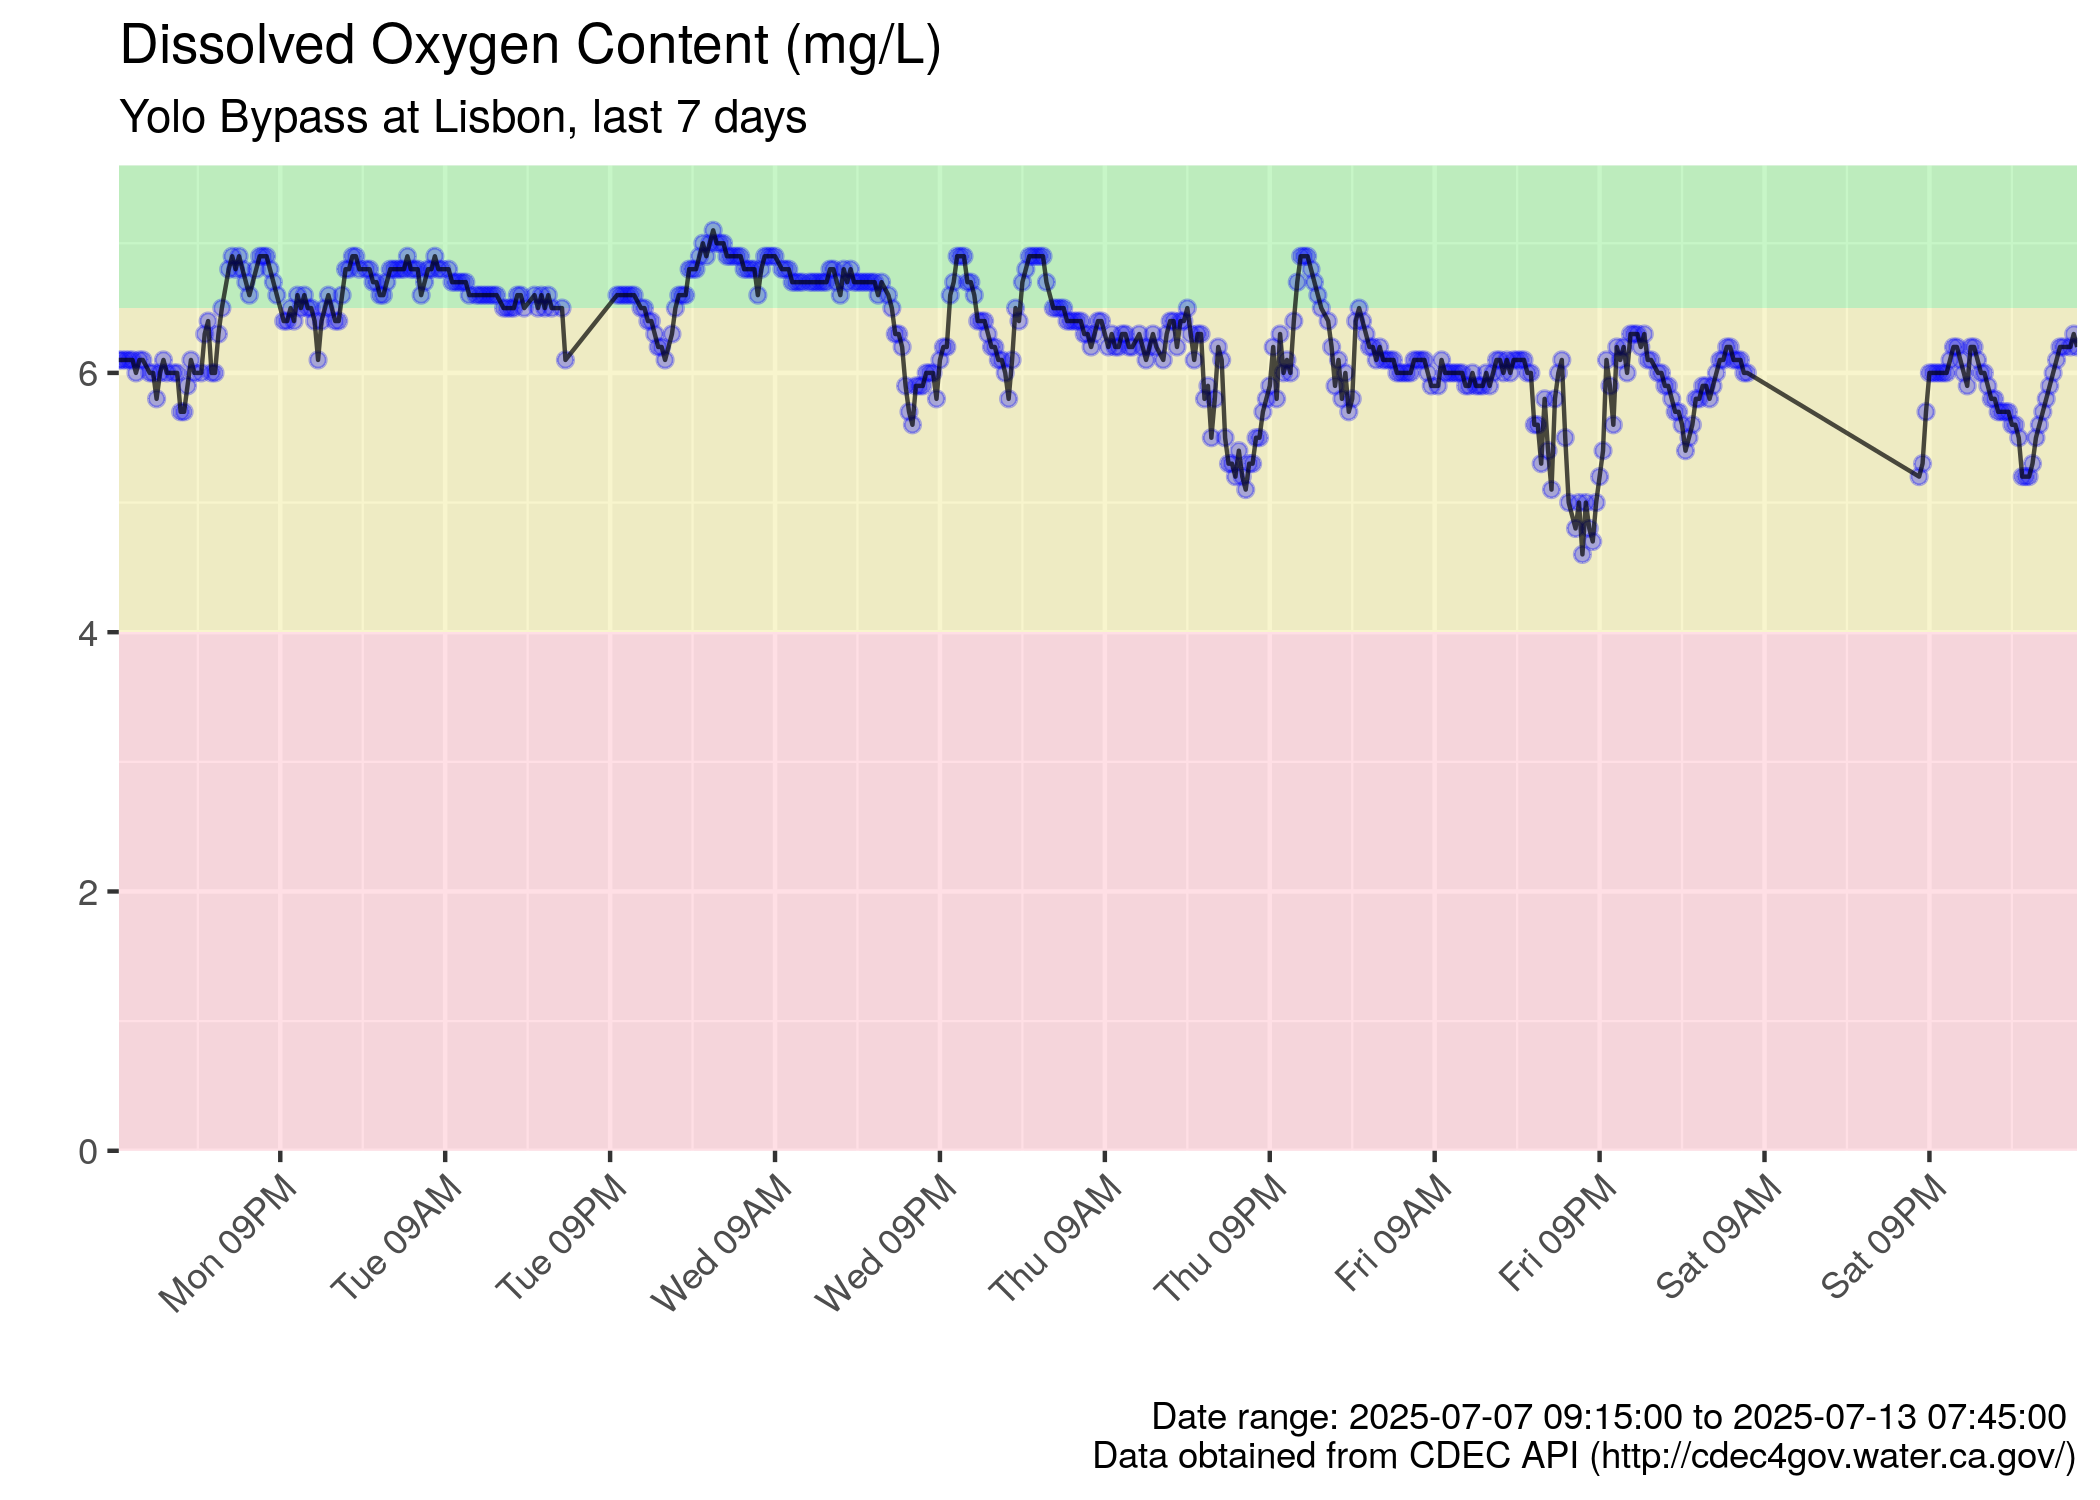 Dissolved Oxygen Content (mg/L)
Yolo Bypass at Lisbon, last 7 days
6
4
2
0
Mon 09PM
Tue 09AM
Tue 09PM
Wed 09AM
Wed 09PM
Thu 09AM
Thu 09PM
Fri 09AM
Fri 09PM
Sat 09AM
Sat 09PM
Date range: 2025-07-07 09:15:00 to 2025-07-13 07:45:00
Data obtained from CDEC API (http://cdec4gov.water.ca.gov/)